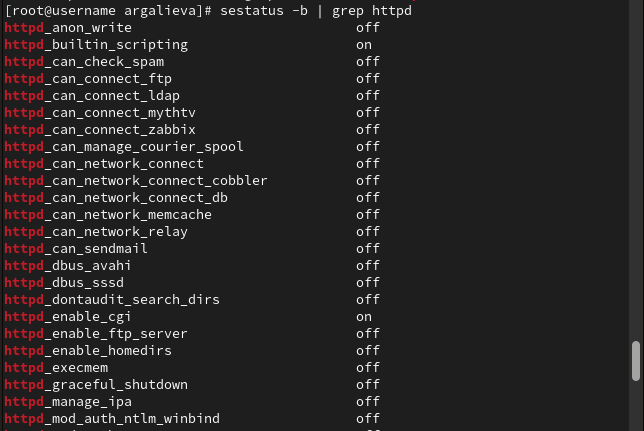 [root@username argalieva]# sestatus -b | grep httpd
httpd_anon_write off
httpd_builtin_scripting on
httpd_can_check_spam off
httpd_can_connect_ftp off
httpd_can_connect_ldap off
httpd_can_connect_mythtv off
httpd_can_connect_zabbix off
httpd_can_manage_courier_spool off
httpd_can_network_connect off
httpd_can_network_connect_cobbler off
httpd_can_network_connect_db off
httpd_can_network_memcache off
httpd_can_network_relay off
httpd_can_sendmail off
httpd_dbus_avahi off
httpd_dbus_sssd off
httpd_dontaudit_search_dirs off
httpd_enable_cgi on
httpd_enable_ftp_server off
httpd_enable_homedirs off
httpd_execmem off
httpd_graceful_shutdown off
httpd_manage_ipa off
httpd_mod_auth_ntlm_winbind off